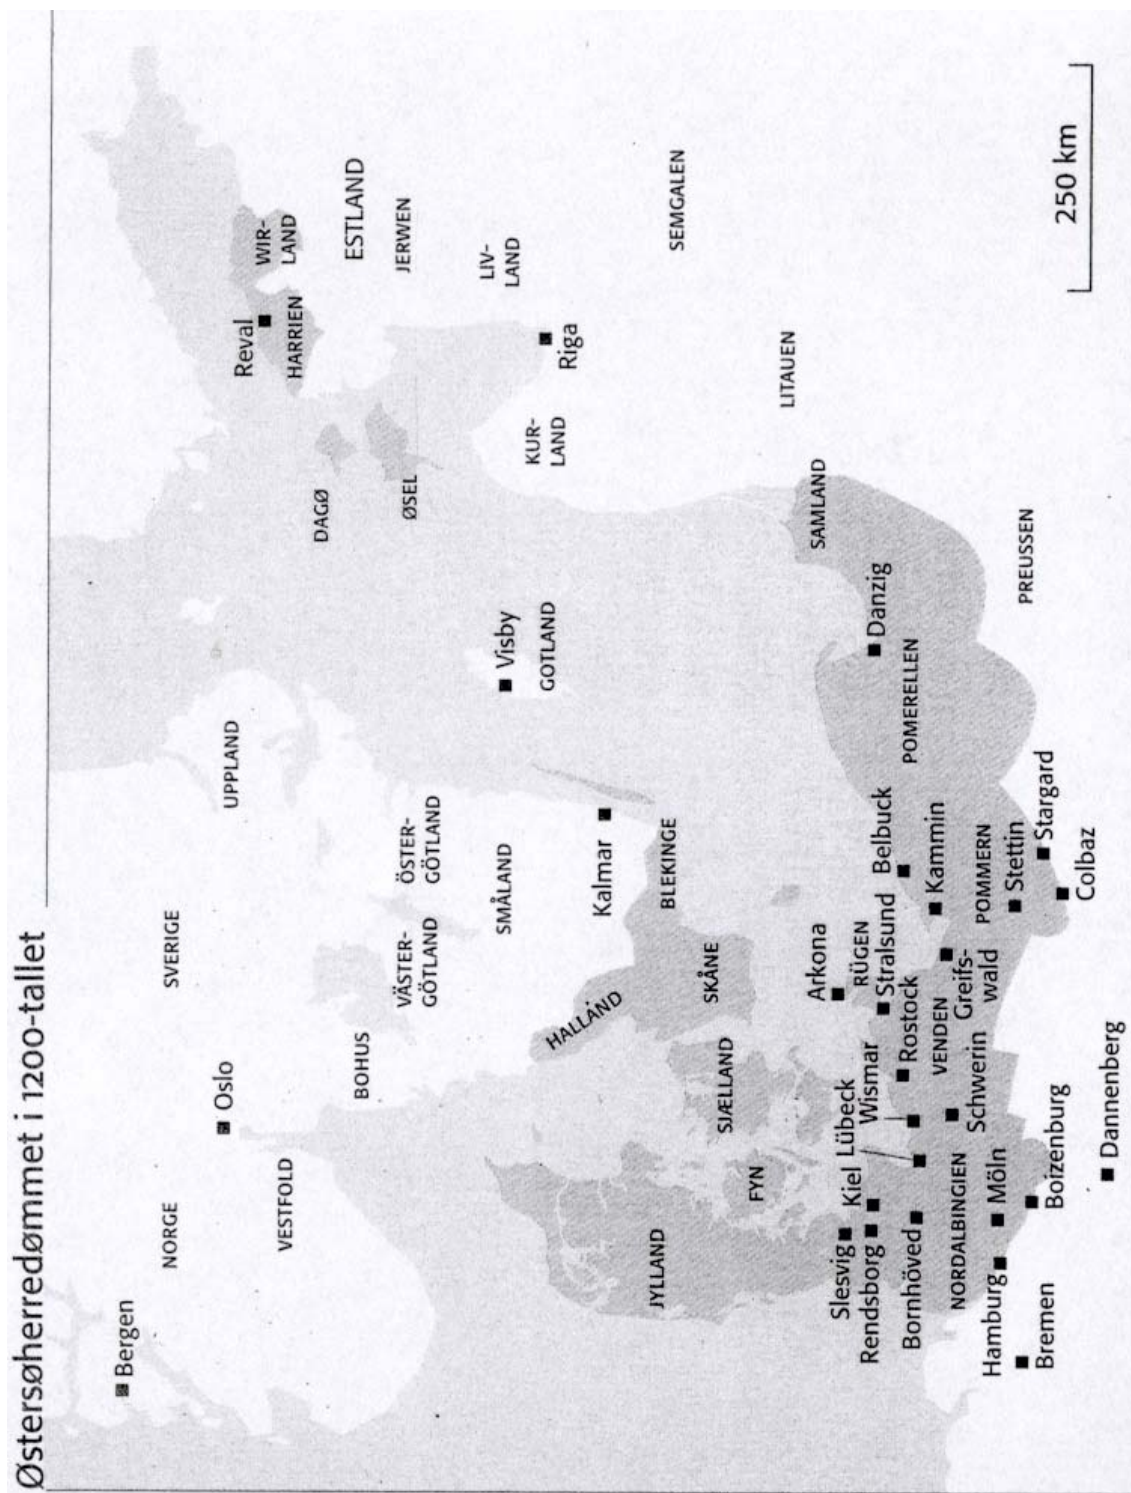 Østersøherredømmet i 1200-tallet
Bergen
NORGE
Oslo
VESTFOLD
SVERIGE
BOHUS
UPPLAND
VÄSTER-
GÖTLAND
ÖSTER-
GÖTLAND
SMÅLAND
Visby
GOTLAND
Kalmar
DAGØ
ØSEL
Reval
HARRIEN
WIR-
LAND
ESTLAND
JERWEN
LIV-
LAND
Riga
KUR-
LAND
SEMGALEN
LITAUEN
HALLAND
BLEKINGE
SKÅNE
JYLLAND
SJÆLLAND
FYN
SAMLAND
Danzig
POMERELLEN
PREUSSEN
Arkona
RÜGEN
Stralsund
Belbuck
Kammin
POMMERN
Stettin
Stargard
Colbaz
Greifs-
wald
Rostock
VENDEN
Wismar
Schwerin
Lübeck
Kiel
Slesvig
Rendsborg
Bornhöved
NORDALBINGIEN
Möln
Hamburg
Boizenburg
Bremen
Dannenberg
250 km